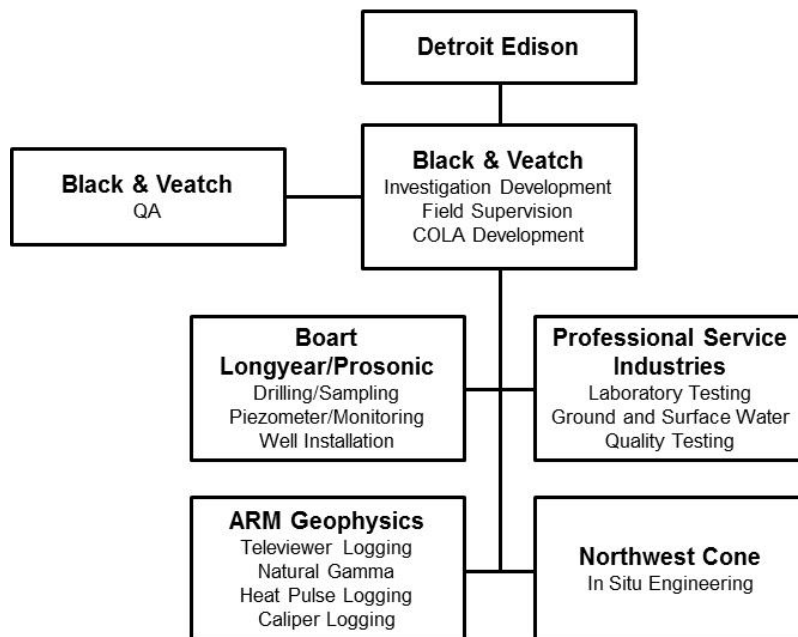 Detroit Edison
Black & Veatch
QA
Black & Veatch
Investigation Development
Field Supervision
COLA Development
Boart
Longyear/Prosonic
Drilling/Sampling
Piezometer/Monitoring
Well Installation
Professional Service
Industries
Laboratory Testing
Ground and Surface Water
Quality Testing
ARM Geophysics
Televiewer Logging
Natural Gamma
Heat Pulse Logging
Caliper Logging
Northwest Cone
In Situ Engineering